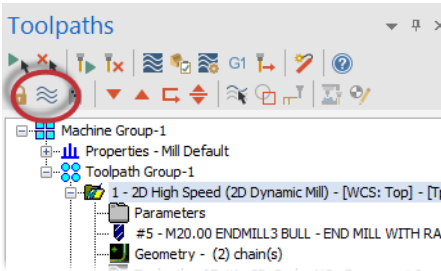 Toolpaths
G1
Machine Group-1
Properties - Mill Default
Toolpath Group-1
1 - 2D High Speed (2D Dynamic Mill) - [WCS: Top] - [Tp
Parameters
#5 - M20.00 ENDMILL3 BULL - END MILL WITH RA
Geometry - (2) chain(s)